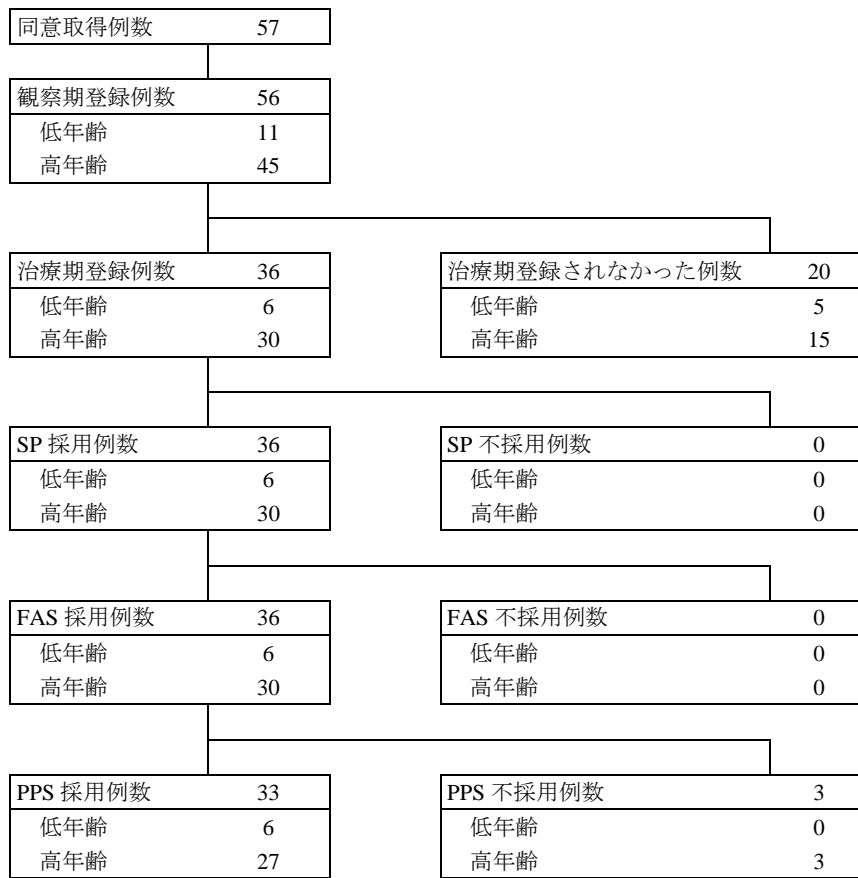 同意取得例数 57
観察期登録例数 56
低年齢 11
高年齢 45
治療期登録例数 36
低年齢 6
高年齢 30
治療期登録されなかった例数 20
低年齢 5
高年齢 15
SP 採用例数 36
低年齢 6
高年齢 30
SP 不採用例数 0
低年齢 0
高年齢 0
FAS 採用例数 36
低年齢 6
高年齢 30
FAS 不採用例数 0
低年齢 0
高年齢 0
PPS 採用例数 33
低年齢 6
高年齢 27
PPS 不採用例数 3
低年齢 0
高年齢 3